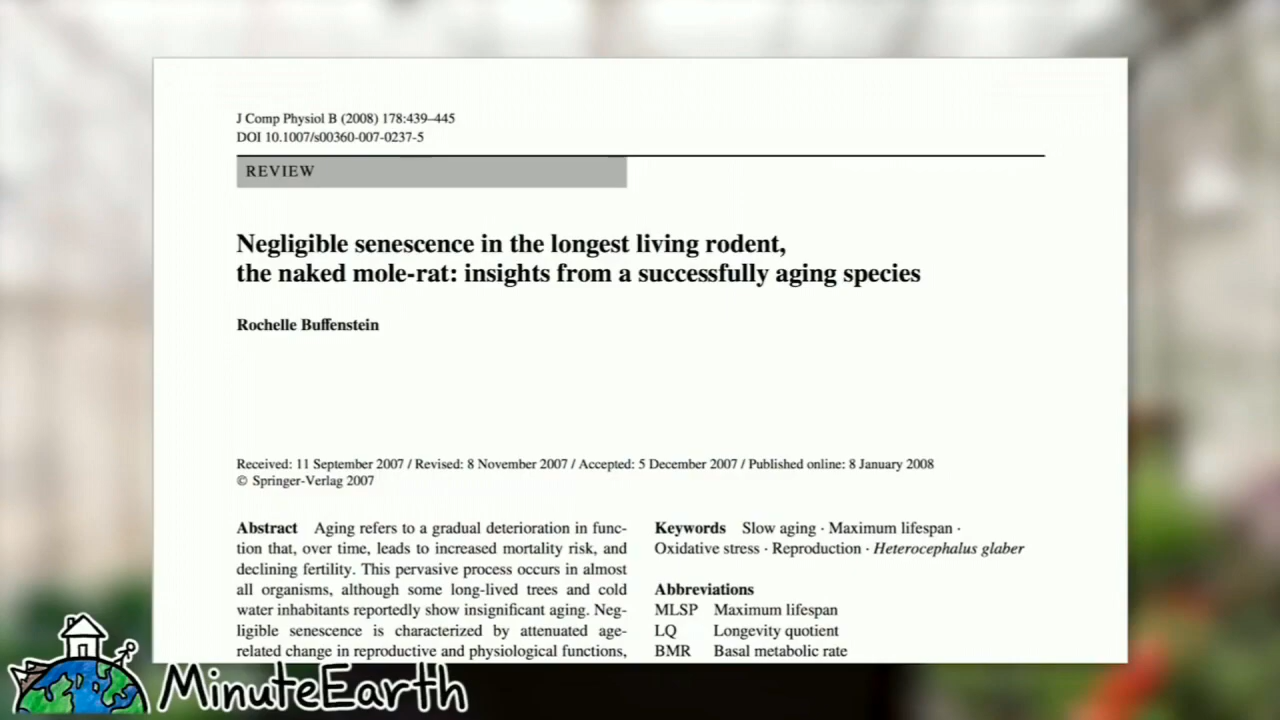 J Comp Physiol B (2008) 178:439–445
DOI 10.1007/s00360-007-0237-5
REVIEW
Negligible senescence in the longest living rodent,
the naked mole-rat: insights from a successfully aging species
Rochelle Buffenstein
Received: 11 September 2007 / Revised: 8 November 2007 / Accepted: 5 December 2007 / Published online: 8 January 2008
© Springer-Verlag 2007
Abstract Aging refers to a gradual deterioration in func-
tion that, over time, leads to increased mortality risk, and
declining fertility. This pervasive process occurs in almost
all organisms, although some long-lived trees and cold
water inhabitants reportedly show insignificant aging. Neg-
ligible senescence is characterized by attenuated age-
related change in reproductive and physiological functions,
Keywords Slow aging · Maximum lifespan ·
Oxidative stress · Reproduction · Heterocephalus glaber
Abbreviations
MLSP Maximum lifespan
LQ Longevity quotient
BMR Basal metabolic rate
MinuteEarth